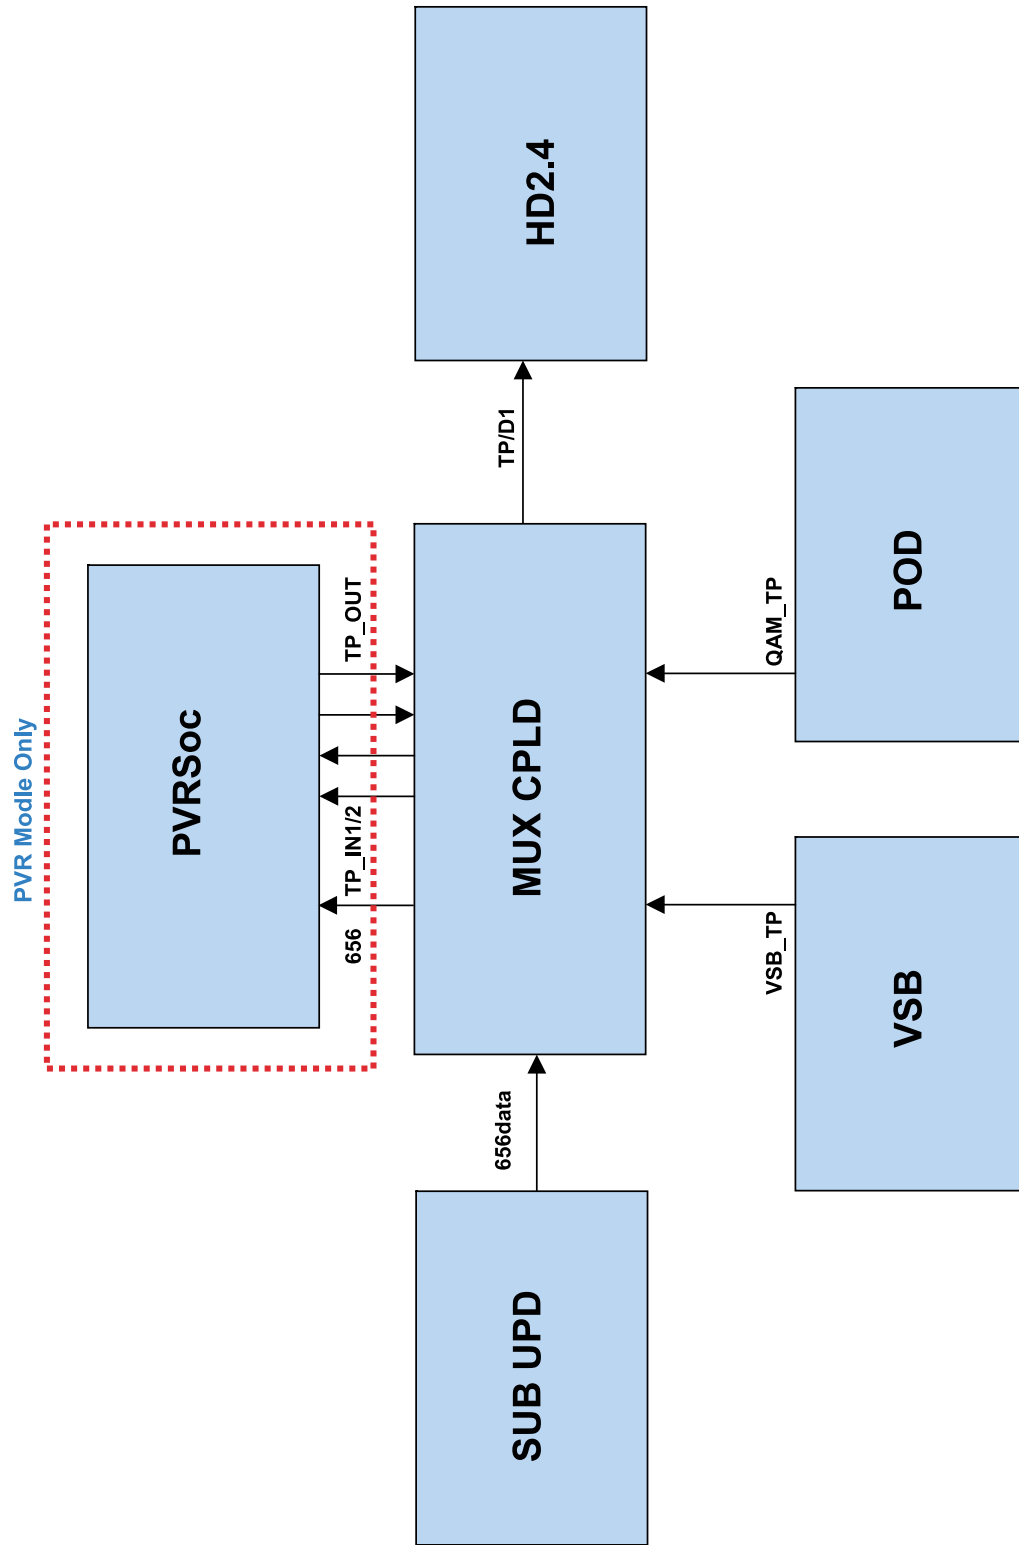 PVR Modle Only
PVRSoc
656
TP_IN1/2
TP_OUT
SUB UPD
656data
MUX CPLD
TP/D1
HD2.4
VSB_TP
QAM_TP
VSB
POD